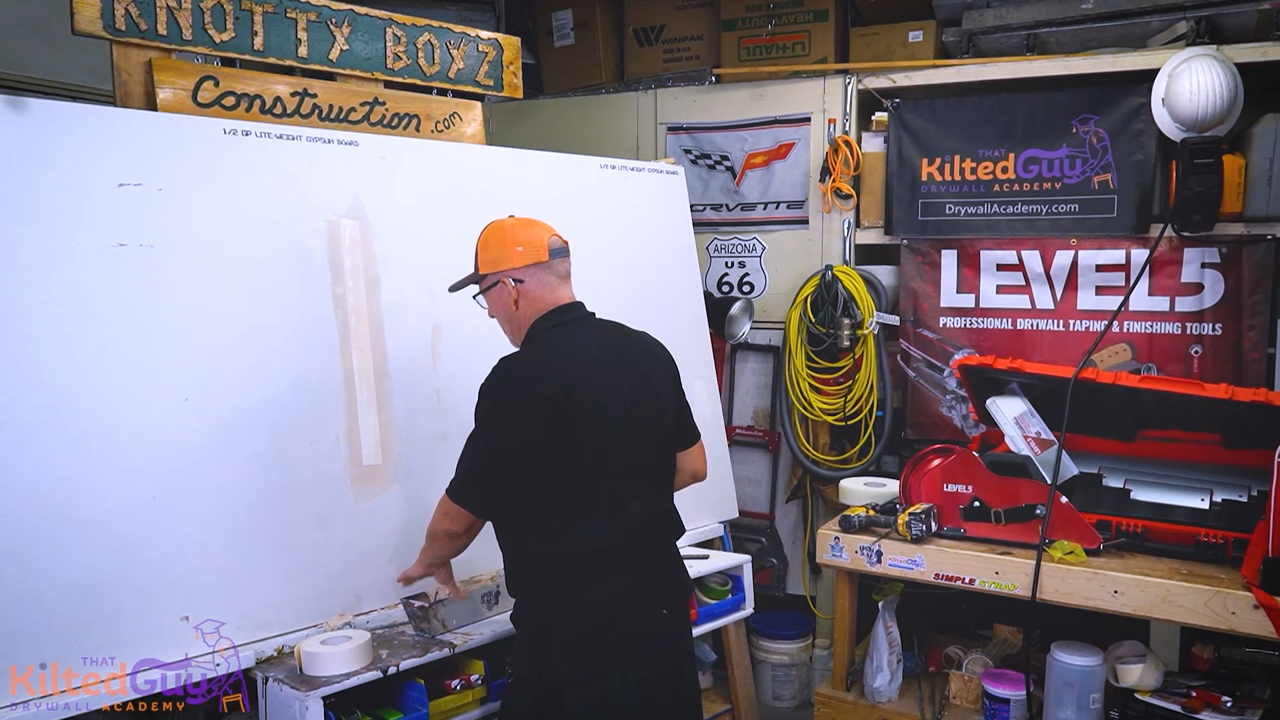 KNOTTY BOYZ
Construction.com
1/2 GP LITE-WEIGHT GYPSUM BOARD
1/2 GP LITE-WEIGHT GYPSUM BOARD
WINPAK
HEAVY DUTY
U-HAUL
CORVETTE
ARIZONA
US
66
THAT
KiltedGuy
DRYWALL ACADEMY
DrywallAcademy.com
LEVEL5
PROFESSIONAL DRYWALL TAPING & FINISHING TOOLS
LEVEL5
SIMPLE STRAP
THAT
KiltedGuy
DRYWALL ACADEMY